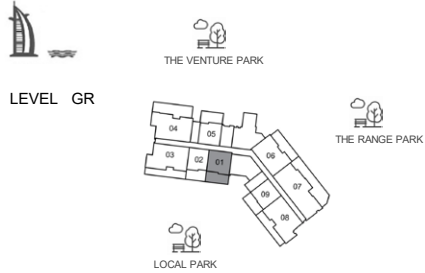 THE VENTURE PARK
LEVEL GR
THE RANGE PARK
04
05
03
02
01
06
07
09
08
LOCAL PARK